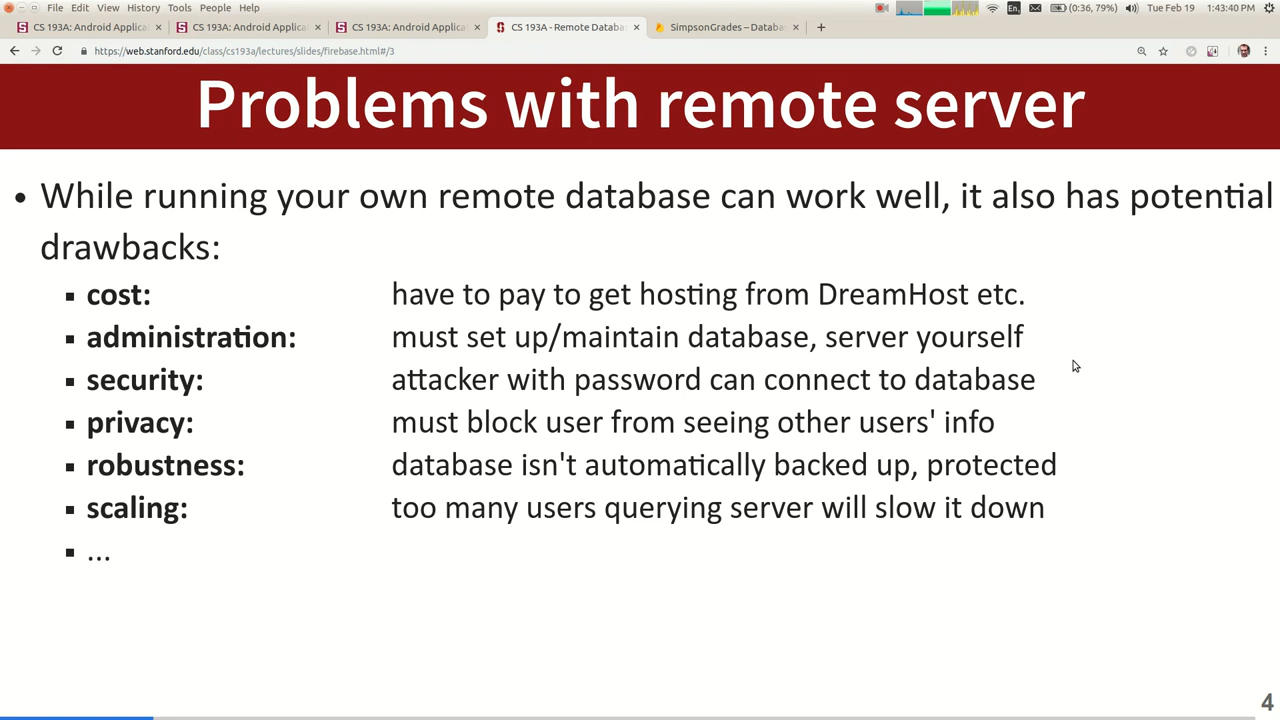 File Edit View History Tools People Help
En
(0:36, 79%)
Tue Feb 19 1:43:40 PM
CS 193A: Android Applica
CS 193A: Android Applica
CS 193A: Android Applica
CS 193A - Remote Databa
SimpsonGrades – Databa
https://web.stanford.edu/class/cs193a/lectures/slides/firebase.html#/3
Problems with remote server
• While running your own remote database can work well, it also has potential
drawbacks:
▪ cost: have to pay to get hosting from DreamHost etc.
▪ administration: must set up/maintain database, server yourself
▪ security: attacker with password can connect to database
▪ privacy: must block user from seeing other users' info
▪ robustness: database isn't automatically backed up, protected
▪ scaling: too many users querying server will slow it down
▪ ...
4